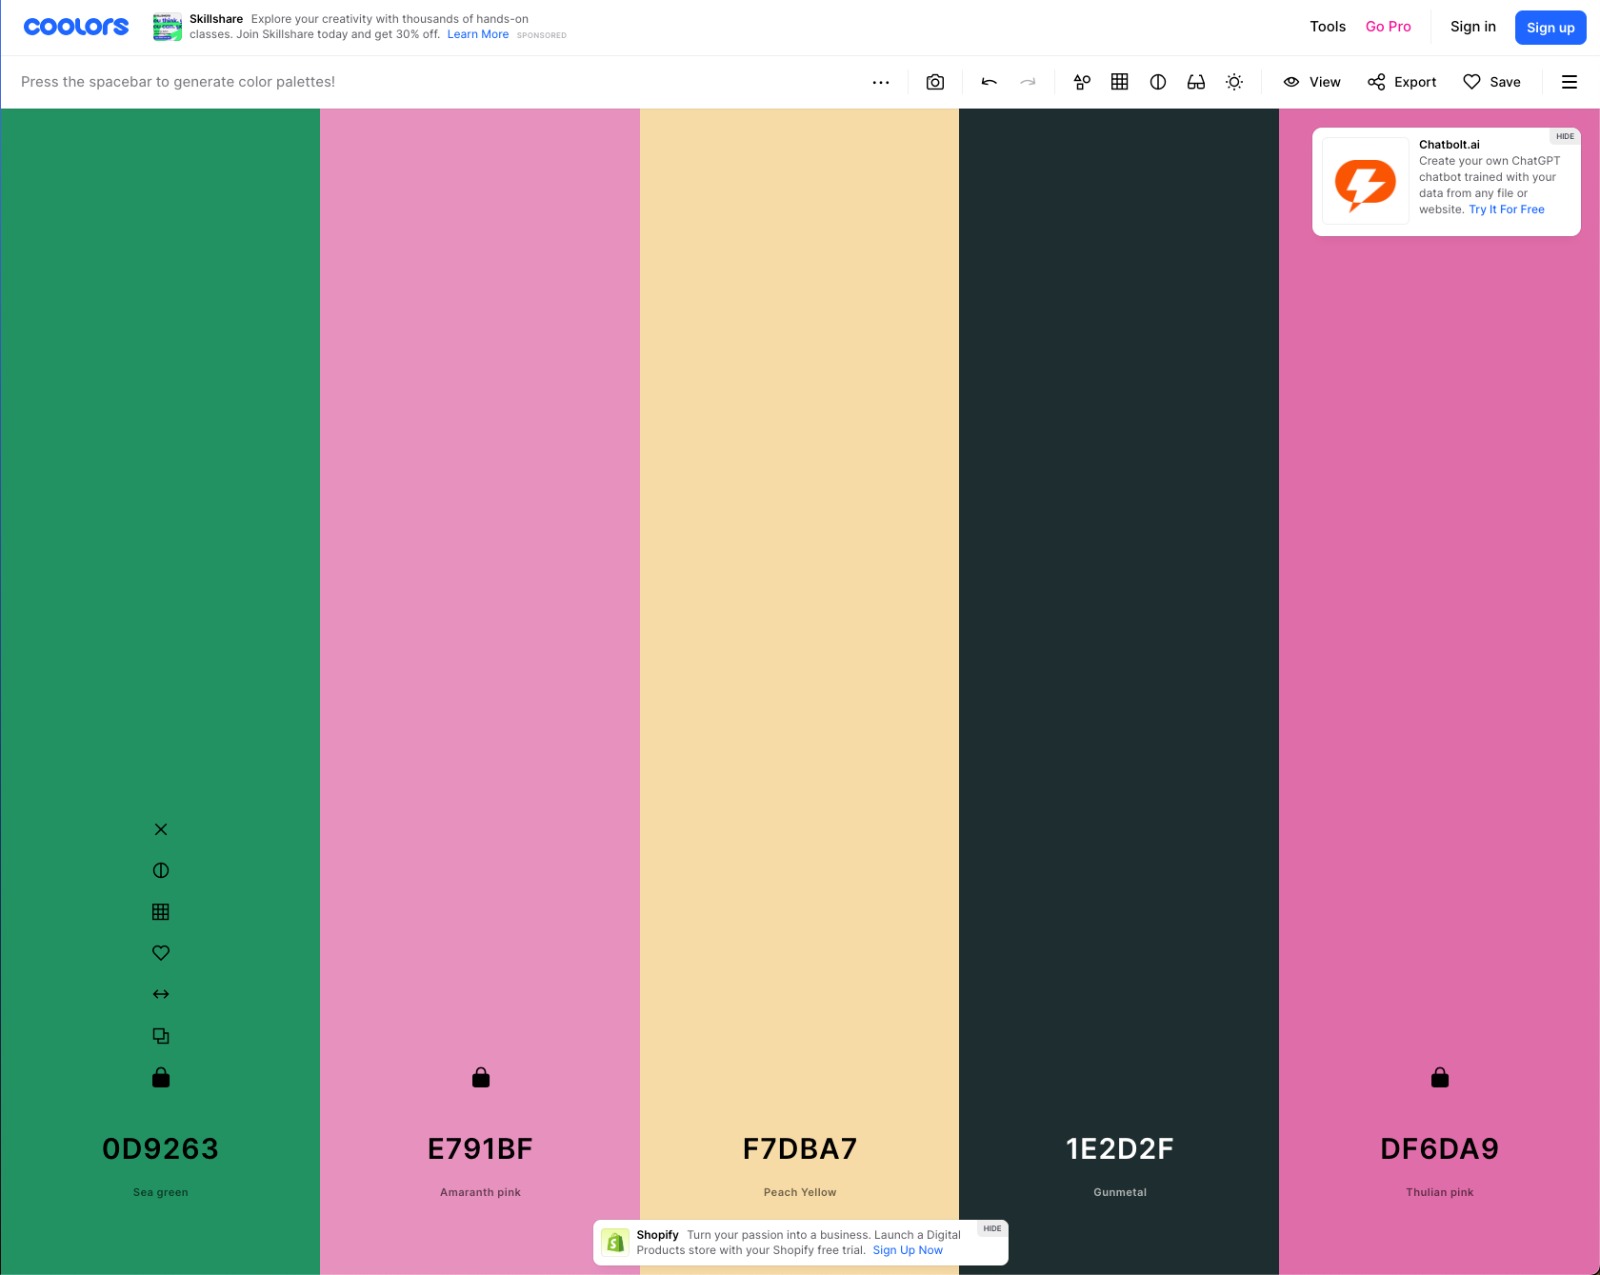 coolors
Skillshare Explore your creativity with thousands of hands-on
classes. Join Skillshare today and get 30% off. Learn More SPONSORED
Tools
Go Pro
Sign in
Sign up
Press the spacebar to generate color palettes!
View
Export
Save
HIDE
Chatbolt.ai
Create your own ChatGPT
chatbot trained with your
data from any file or
website. Try It For Free
0D9263
E791BF
F7DBA7
1E2D2F
DF6DA9
Sea green
Amaranth pink
Peach Yellow
Gunmetal
Thulian pink
HIDE
Shopify Turn your passion into a business. Launch a Digital
Products store with your Shopify free trial. Sign Up Now